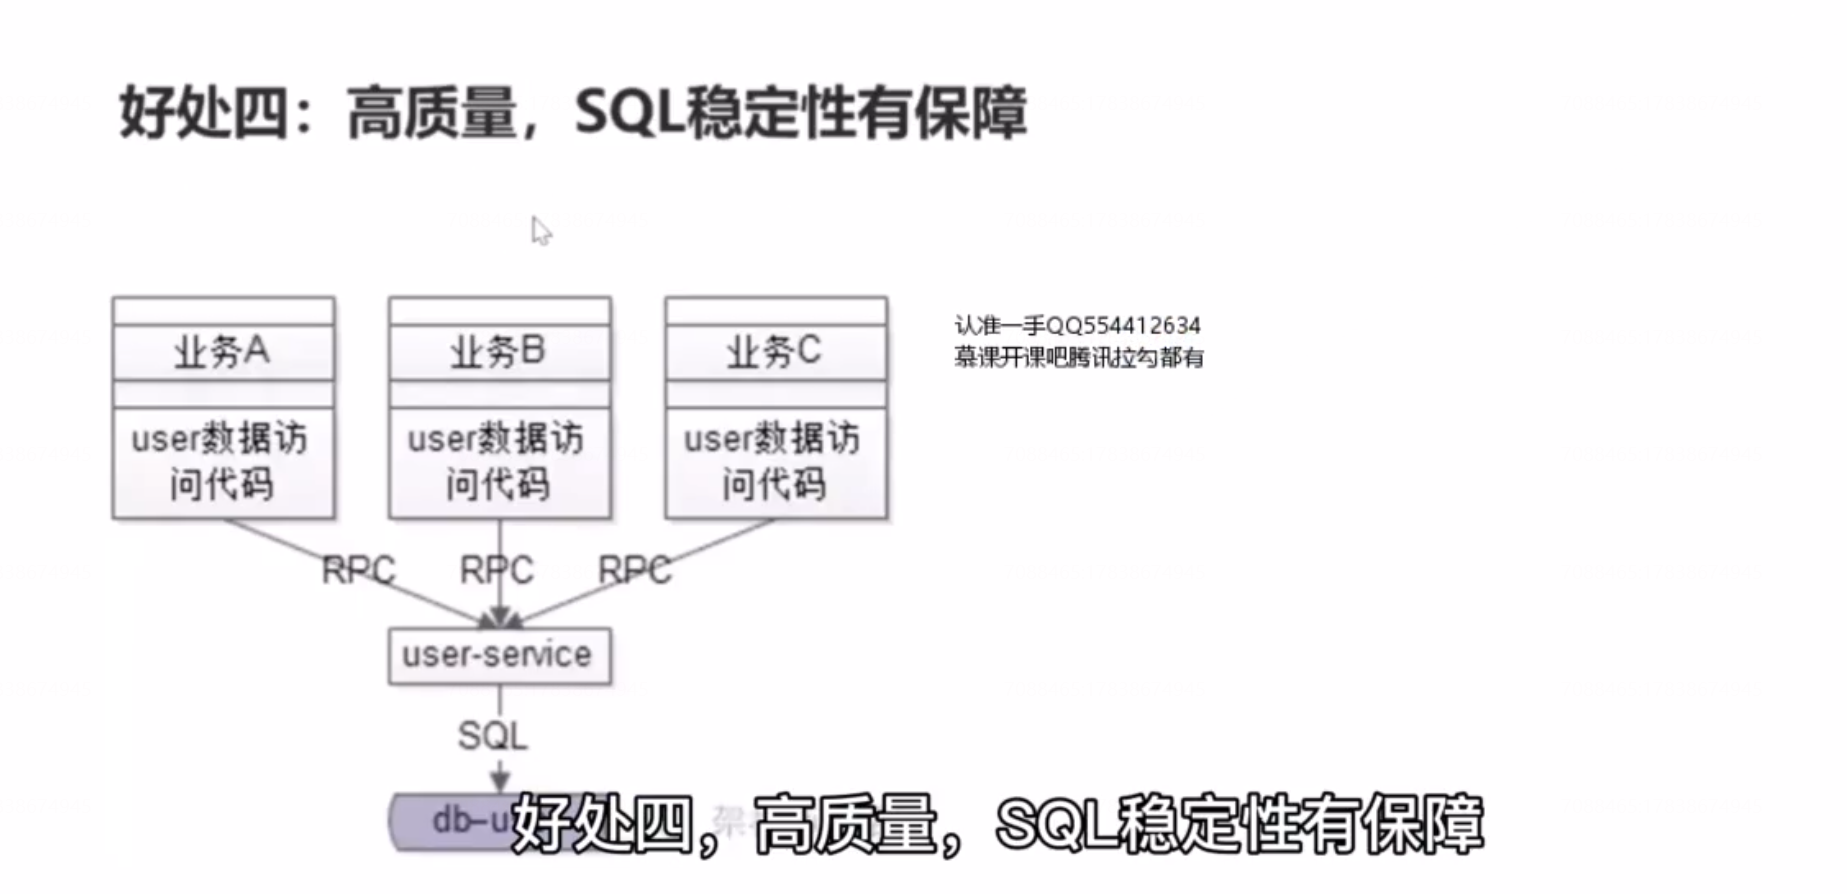 好处四：高质量，SQL稳定性有保障
认准一手QQ554412634
慕课开课吧腾讯拉勾都有
业务A
业务B
业务C
user数据访
问代码
user数据访
问代码
user数据访
问代码
RPC
RPC
RPC
user-service
SQL
好处四，高质量，SQL稳定性有保障